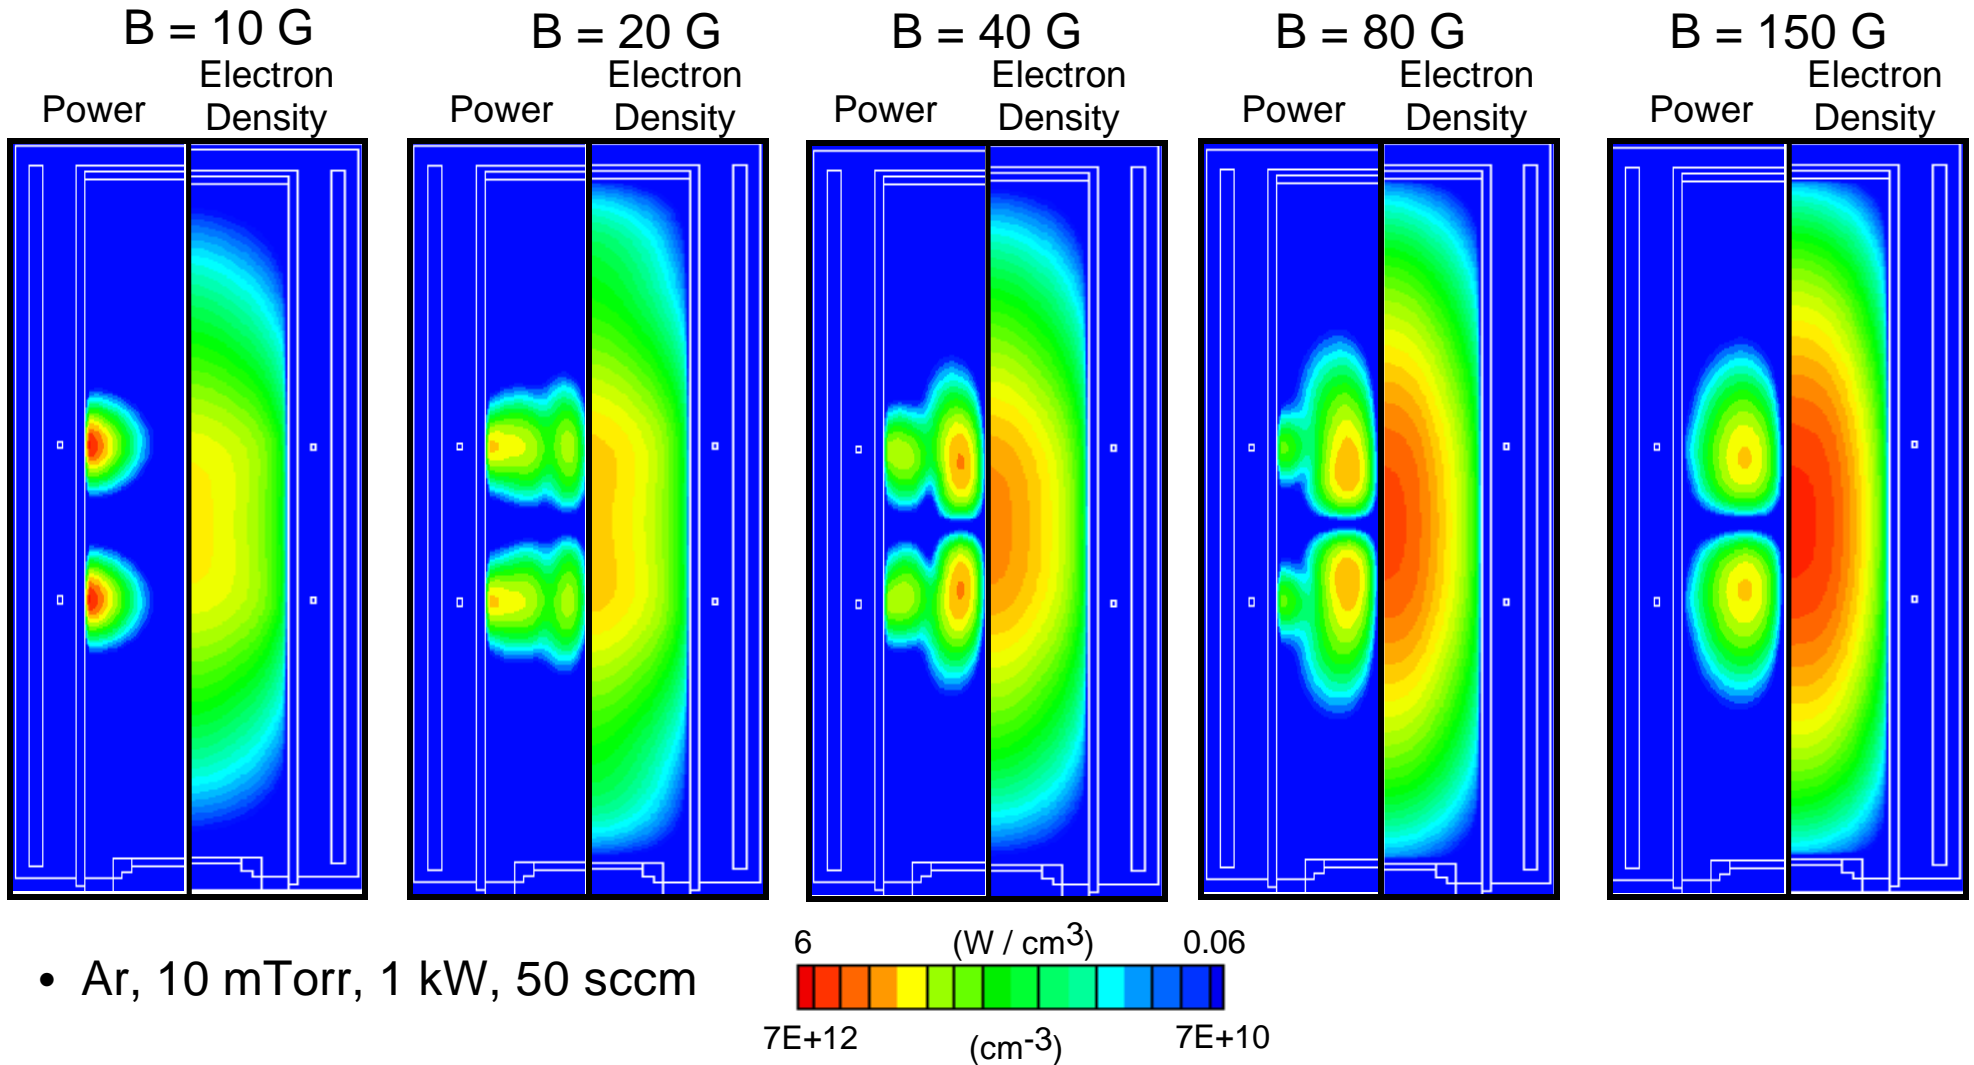 B = 10 G
B = 20 G
B = 40 G
B = 80 G
B = 150 G
Power
Electron
Density
Power
Electron
Density
Power
Electron
Density
Power
Electron
Density
Power
Electron
Density
• Ar, 10 mTorr, 1 kW, 50 sccm
6 (W / cm³) 0.06
7E+12 (cm⁻³) 7E+10